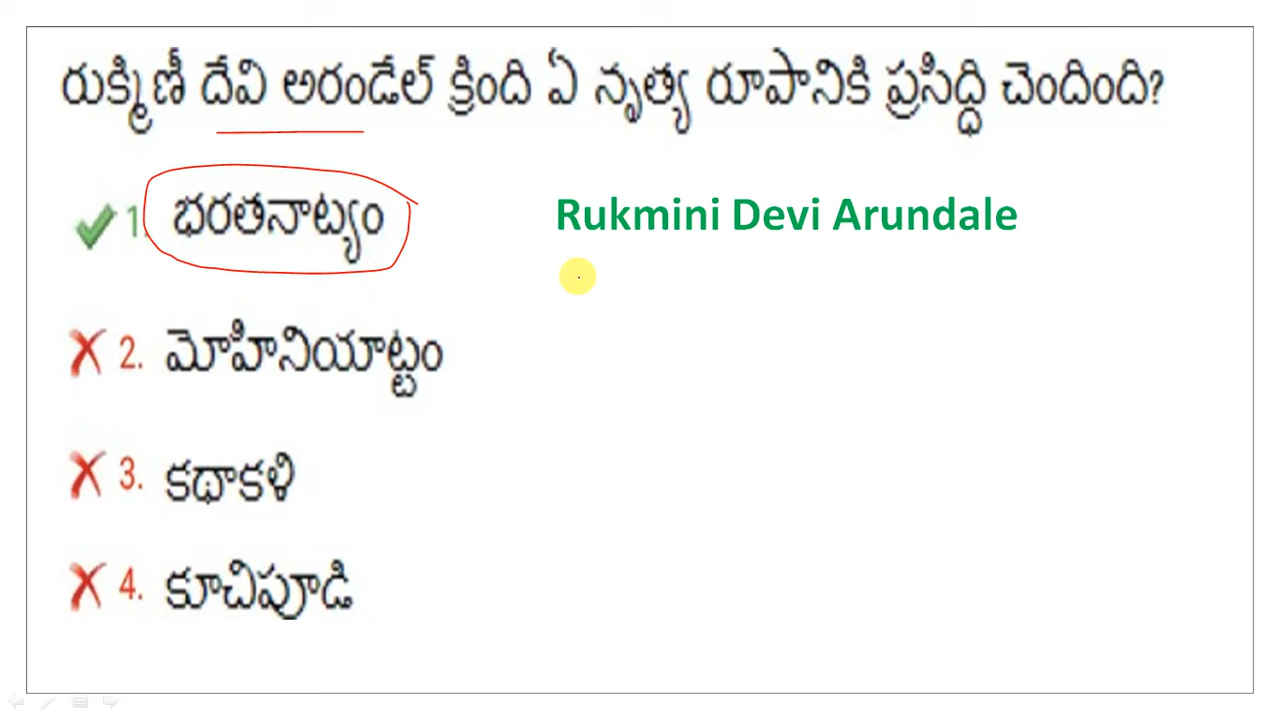 రుక్మిణీ దేవి అరండేల్ క్రింది ఏ నృత్య రూపానికి ప్రసిద్ధి చెందింది?
1. భరతనాట్యం
Rukmini Devi Arundale
2. మోహినియాట్టం
3. కథాకళి
4. కూచిపూడి